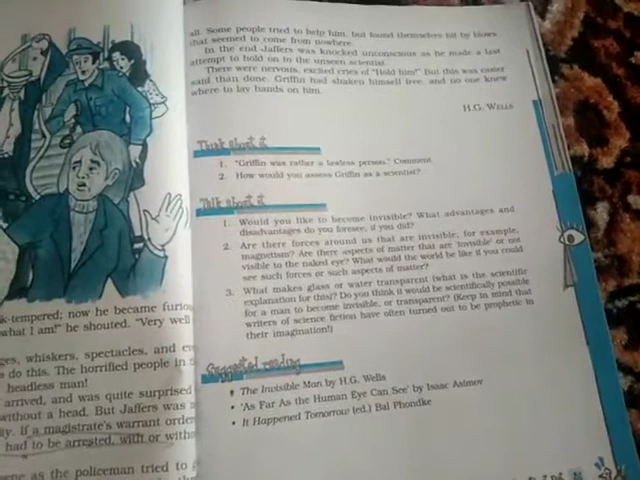 k-tempered; now he became furio
what I am!" he shouted. "Very well
ges, whiskers, spectacles, and e
s do this. The horrified people in
headless man!
arrived, and was quite surprised
without a head. But Jaffers was
ty. If a magistrate's warrant order
had to be arrested, with or with
ene as the policeman tried to
all. Some people tried to help him, but found themselves hit by blows
that seemed to come from nowhere.
In the end Jaffers was knocked unconscious as he made a last
attempt to hold on to the unseen scientist.
There were nervous, excited cries of "Hold him!" But this was easier
said than done. Griffin had shaken himself free, and no one knew
where to lay hands on him.
H.G. WELLS
Think about it
1. "Griffin was rather a lawless person." Comment.
2. How would you assess Griffin as a scientist?
Talk about it
1. Would you like to become invisible? What advantages and
disadvantages do you foresee, if you did?
2. Are there forces around us that are invisible, for example,
magnetism? Are there aspects of matter that are 'invisible' or not
visible to the naked eye? What would the world be like if you could
see such forces or such aspects of matter?
3. What makes glass or water transparent (what is the scientific
explanation for this)? Do you think it would be scientifically possible
for a man to become invisible, or transparent? (Keep in mind that
writers of science fiction have often turned out to be prophetic in
their imagination!)
Suggested reading
• The Invisible Man by H.G. Wells
• 'As Far As the Human Eye Can See' by Isaac Asimov
• It Happened Tomorrow (ed.) Bal Phondke